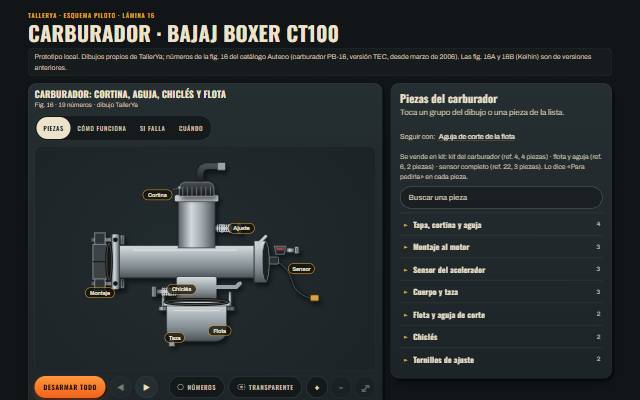 TALLERYA · ESQUEMA PILOTO · LÁMINA 16
CARBURADOR · BAJAJ BOXER CT100
Prototipo local. Dibujos propios de TallerYa; números de la fig. 16 del catálogo Auteco (carburador PB-16, versión TEC, desde marzo de 2006). Las fig. 16A y 16B (Keihin) son de versiones
anteriores.
CARBURADOR: CORTINA, AGUJA, CHICLÉS Y FLOTA
Fig. 16 · 19 números · dibujo TallerYa
PIEZAS
CÓMO FUNCIONA
SI FALLA
CUÁNDO
Cortina
Ajuste
Sensor
Montaje
Chiclés
Flota
Taza
DESARMAR TODO
NÚMEROS
TRANSPARENTE
Piezas del carburador
Toca un grupo del dibujo o una pieza de la lista.
Seguir con: Aguja de corte de la flota
Se vende en kit: kit del carburador (ref. 4, 4 piezas) · flota y aguja (ref.
6, 2 piezas) · sensor completo (ref. 22, 3 piezas). Lo dice «Para
pedirla» en cada pieza.
Buscar una pieza
Tapa, cortina y aguja 4
Montaje al motor 3
Sensor del acelerador 3
Cuerpo y taza 3
Flota y aguja de corte 2
Chiclés 2
Tornillos de ajuste 2